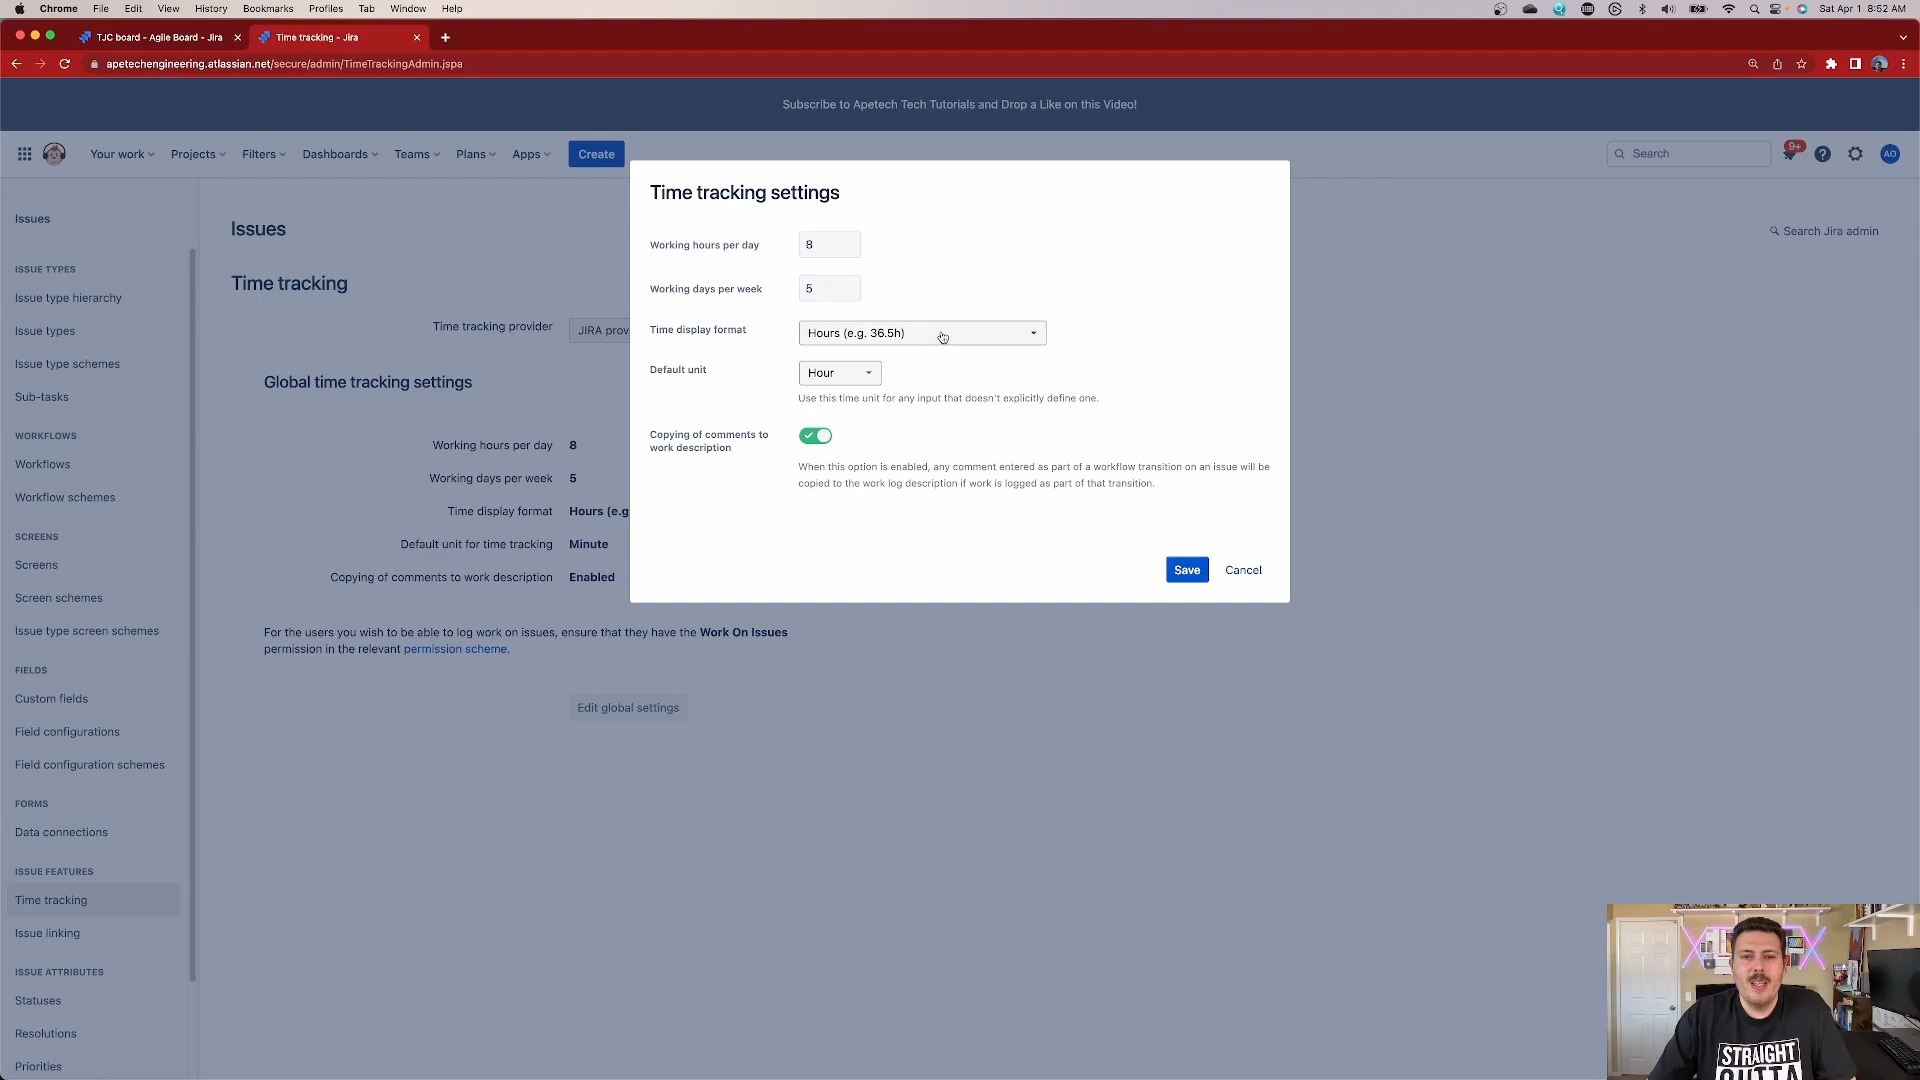 Chrome File Edit View History Bookmarks Profiles Tab Window Help
Sat Apr 1 8:52 AM
TJC board - Agile Board - Jira
Time tracking - Jira
apetechengineering.atlassian.net/secure/admin/TimeTrackingAdmin.jspa
Subscribe to Apetech Tech Tutorials and Drop a Like on this Video!
Your work Projects Filters Dashboards Teams Plans Apps Create
Search
9+
AO
Issues
ISSUE TYPES
Issue type hierarchy
Issue types
Issue type schemes
Sub-tasks
WORKFLOWS
Workflows
Workflow schemes
SCREENS
Screens
Screen schemes
Issue type screen schemes
FIELDS
Custom fields
Field configurations
Field configuration schemes
FORMS
Data connections
ISSUE FEATURES
Time tracking
Issue linking
ISSUE ATTRIBUTES
Statuses
Resolutions
Priorities
Issues
Search Jira admin
Time tracking
Time tracking provider JIRA prov
Global time tracking settings
Working hours per day 8
Working days per week 5
Time display format Hours (e.g
Default unit for time tracking Minute
Copying of comments to work description Enabled
For the users you wish to be able to log work on issues, ensure that they have the Work On Issues
permission in the relevant permission scheme.
Edit global settings
Time tracking settings
Working hours per day 8
Working days per week 5
Time display format Hours (e.g. 36.5h)
Default unit Hour
Use this time unit for any input that doesn't explicitly define one.
Copying of comments to
work description
When this option is enabled, any comment entered as part of a workflow transition on an issue will be
copied to the work log description if work is logged as part of that transition.
Save Cancel
STRAIGHT
OUTTA